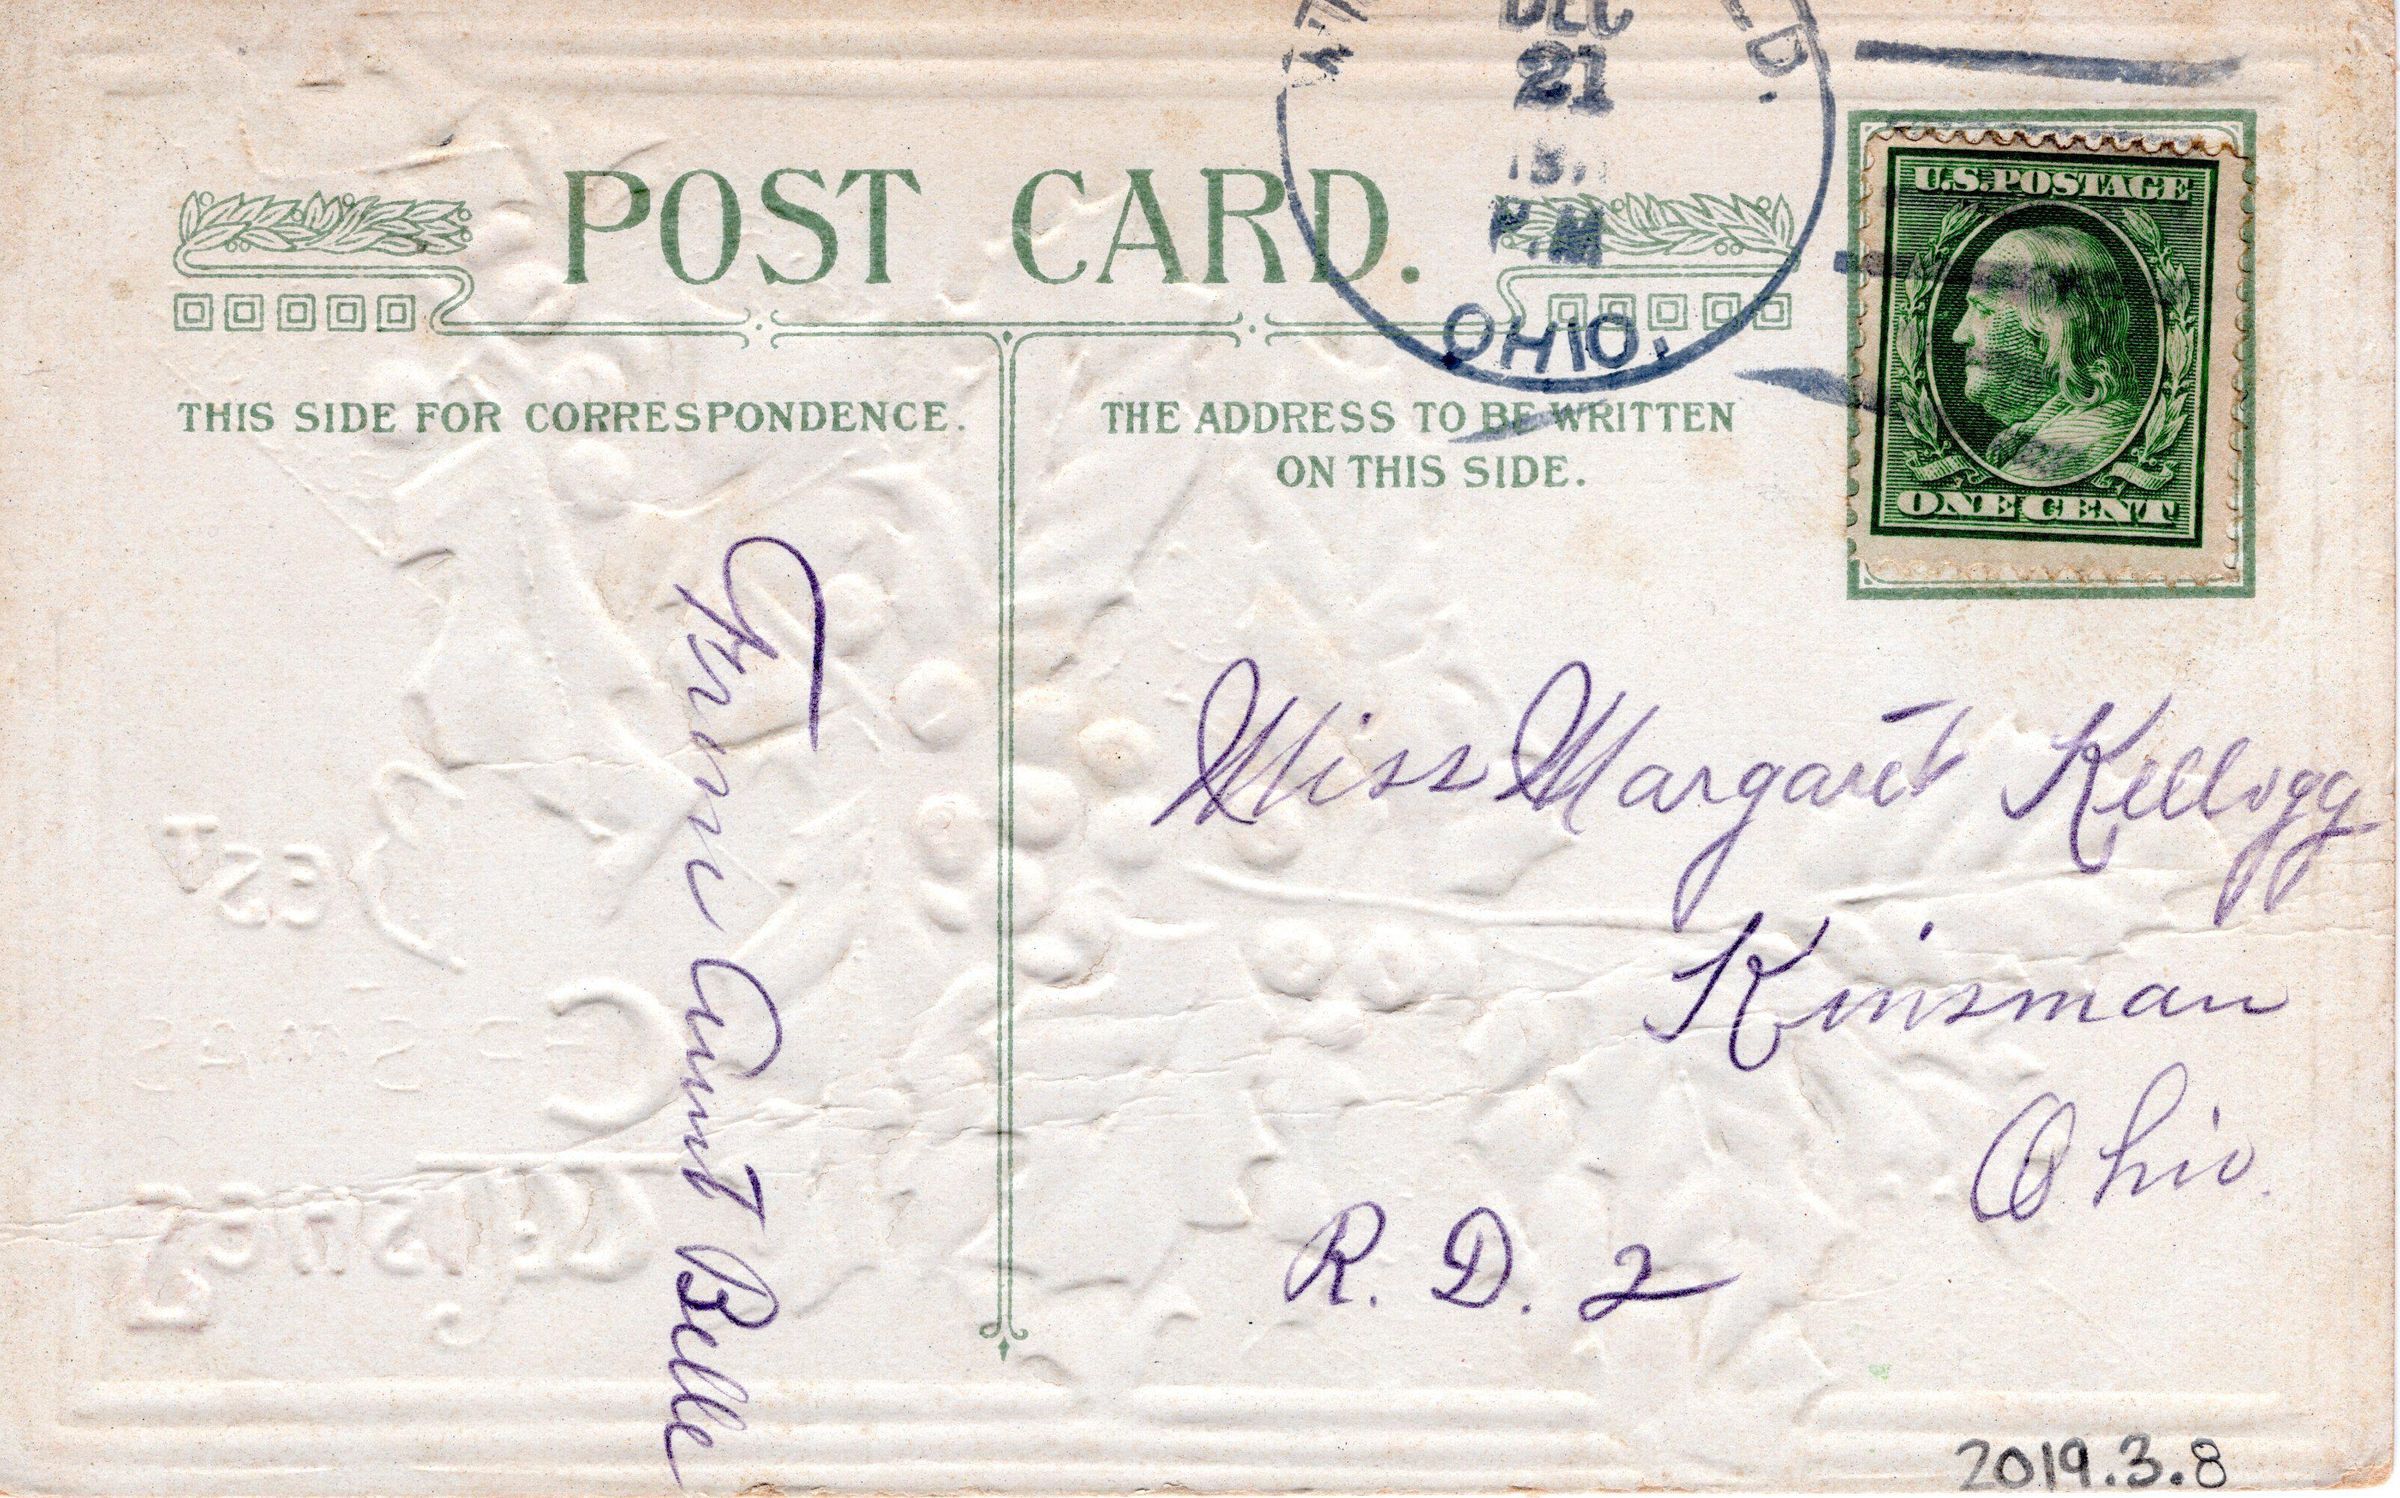 DEC
21
P.M
OHIO.
POST CARD.
U.S. POSTAGE
ONE CENT
THIS SIDE FOR CORRESPONDENCE.
THE ADDRESS TO BE WRITTEN
ON THIS SIDE.
From Aunt Belle
Miss Margaret Kellogg
Kinsman
Ohio.
R. D. 2
2019.3.8